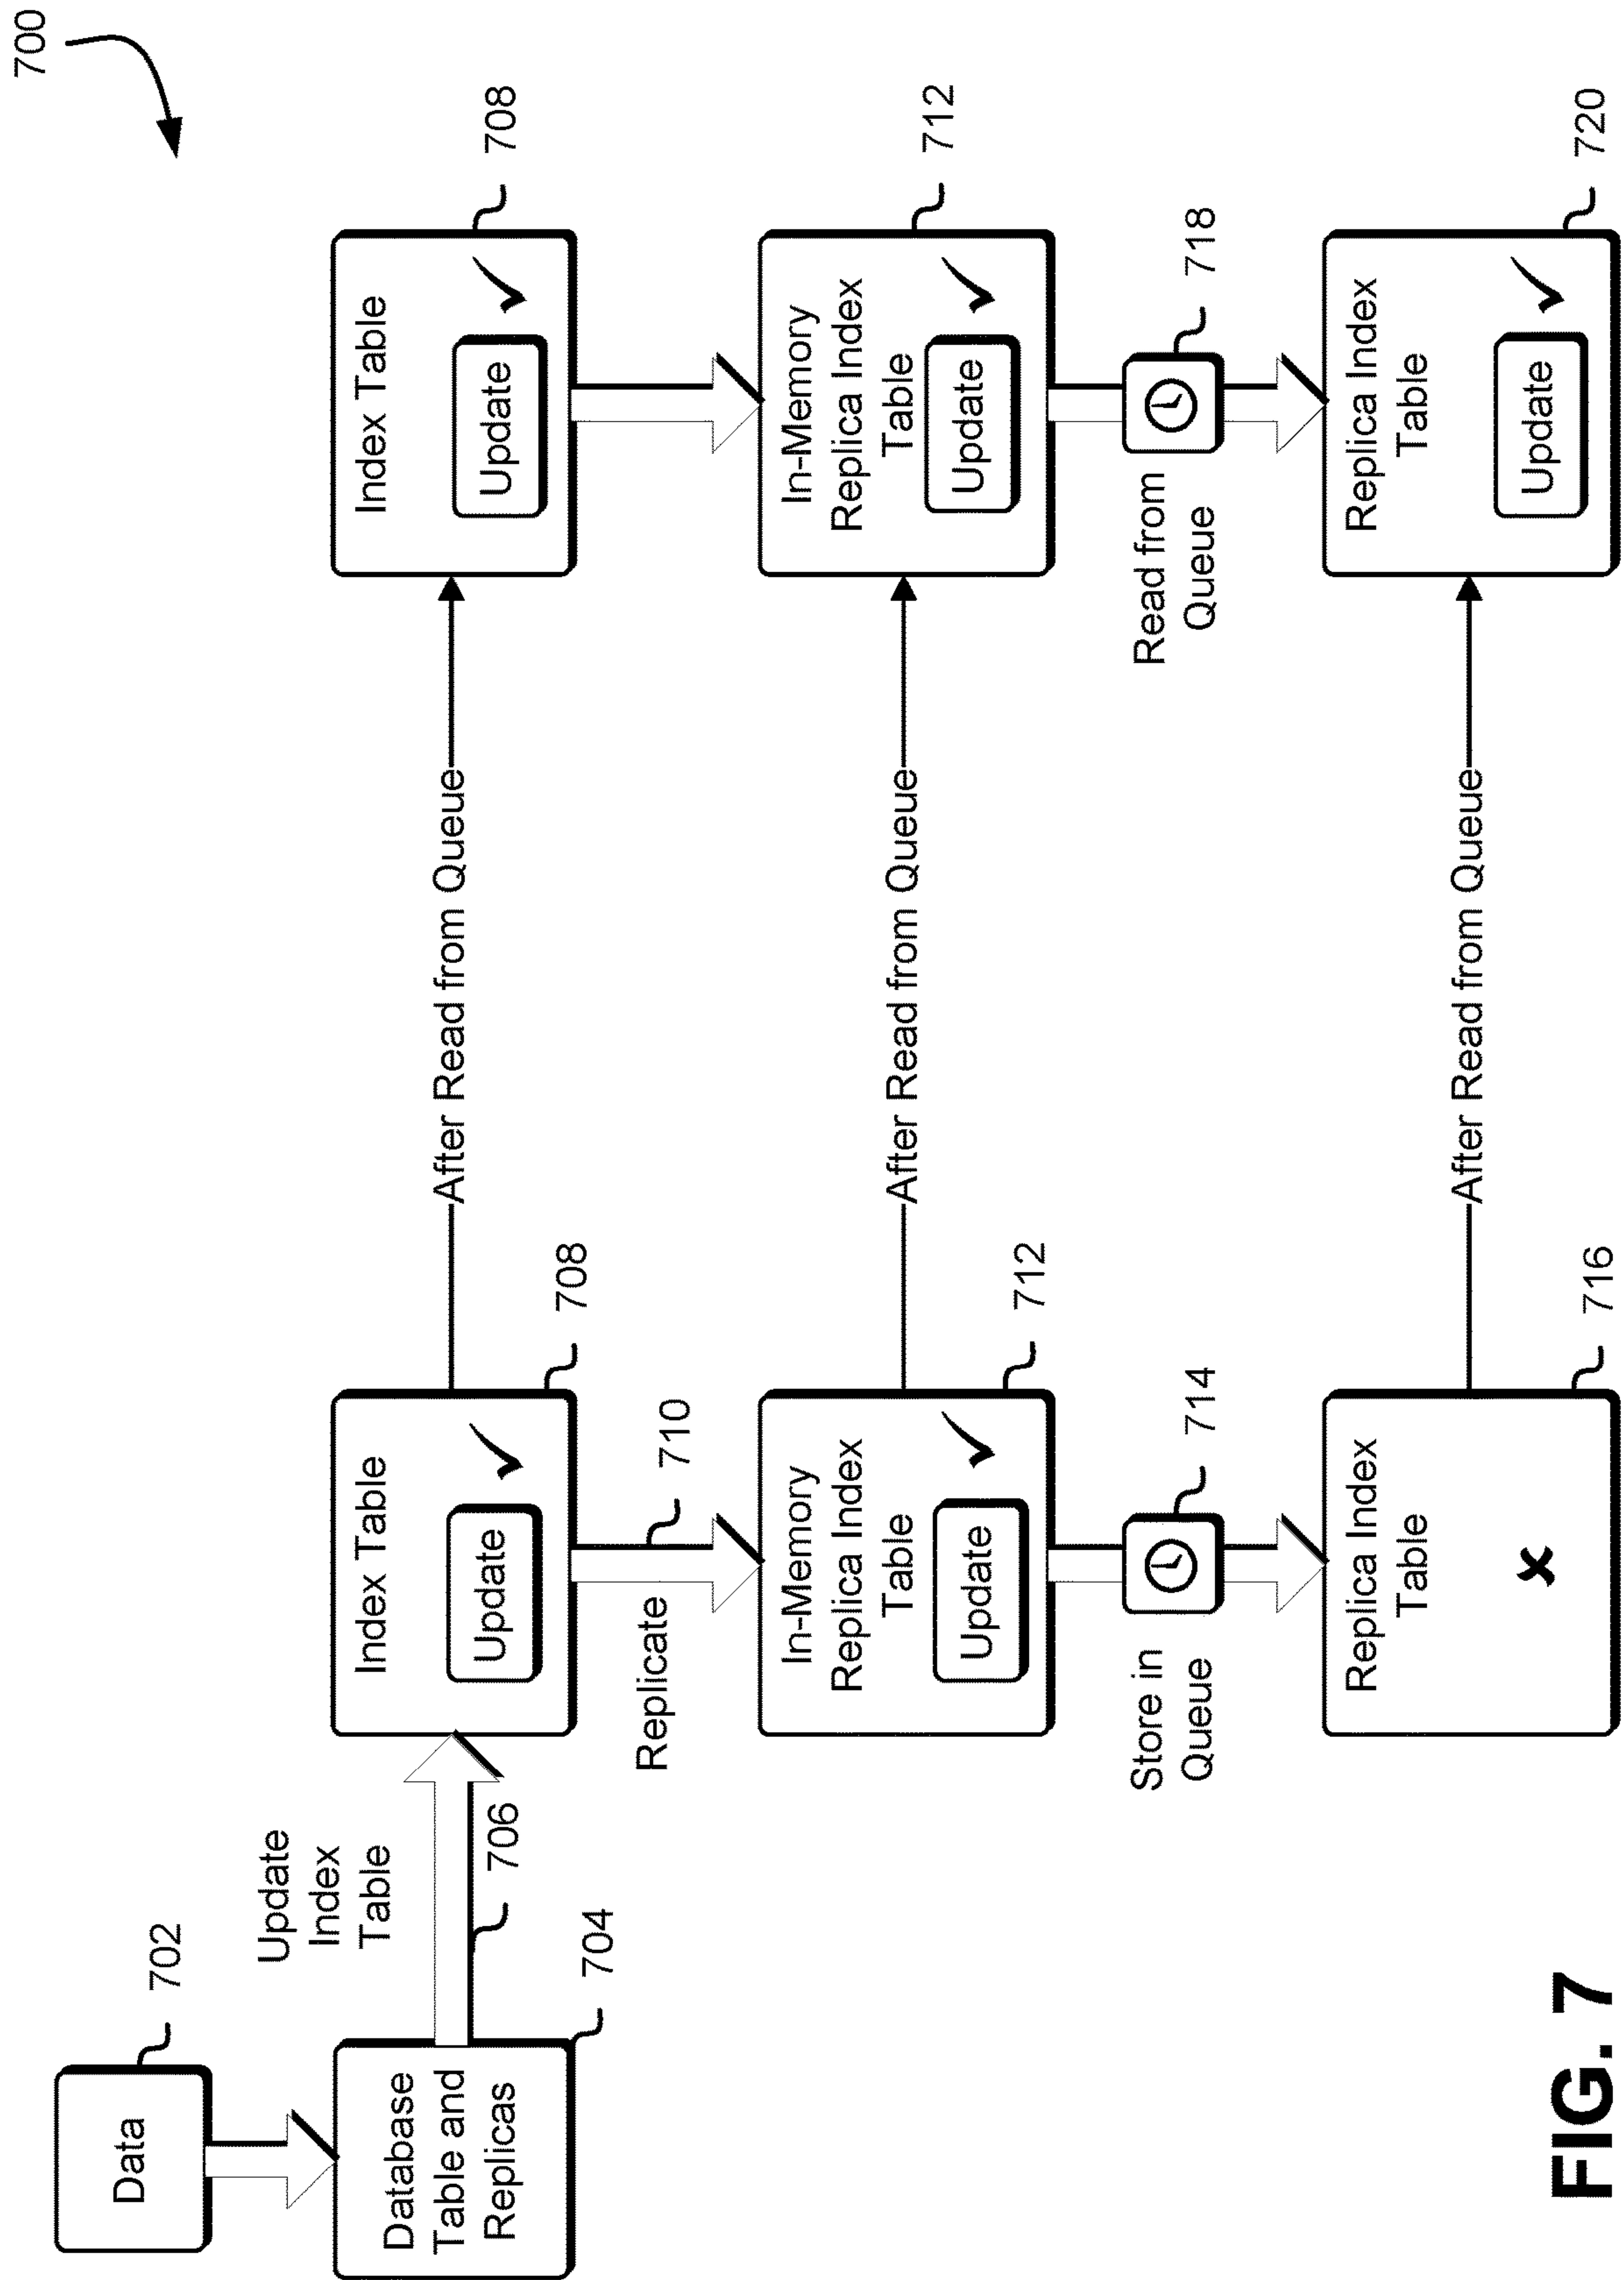 700
Data
702
Database
Table and
Replicas
704
Update
Index
Table
706
Index Table
Update
708
Replicate
710
In-Memory
Replica Index
Table
Update
712
Store in
Queue
714
Replica Index
Table
x
716
After Read from Queue
After Read from Queue
After Read from Queue
Index Table
Update
708
In-Memory
Replica Index
Table
Update
712
Read from
Queue
718
Replica Index
Table
Update
720
FIG. 7